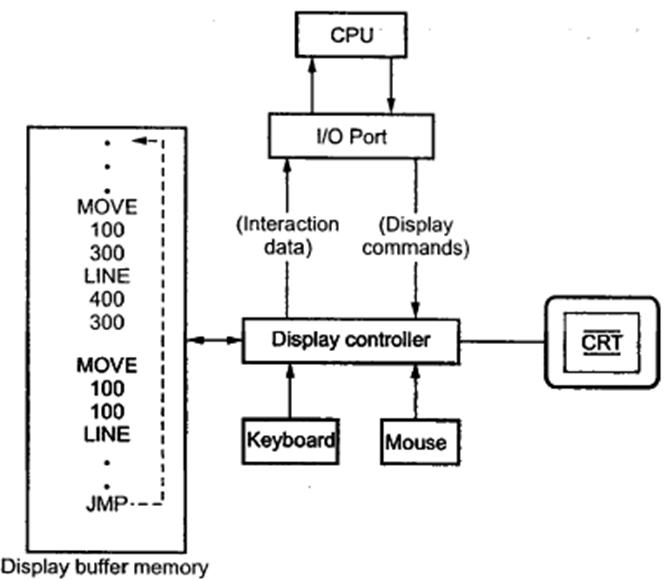 CPU
I/O Port
(Interaction
data)
(Display
commands)
Display controller
CRT
Keyboard
Mouse
MOVE
100
300
LINE
400
300
MOVE
100
100
LINE
JMP
Display buffer memory